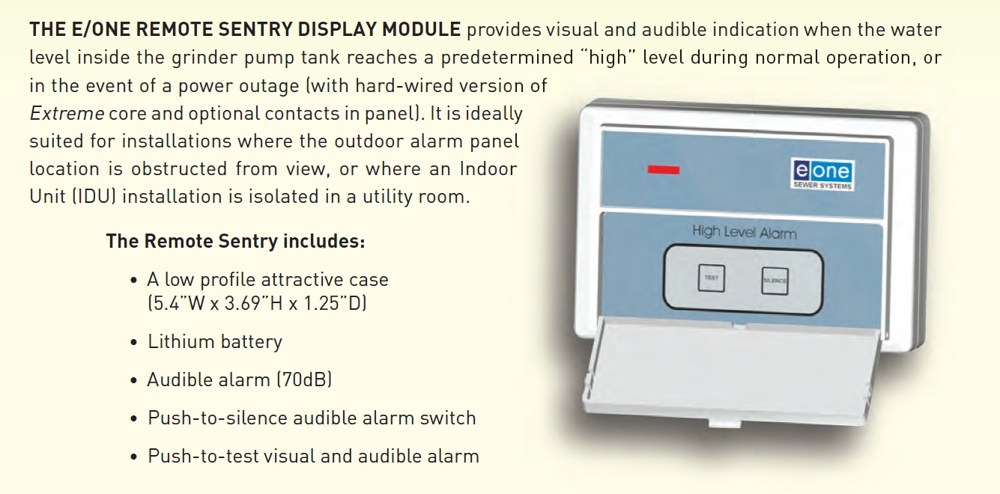 THE E/ONE REMOTE SENTRY DISPLAY MODULE provides visual and audible indication when the water
level inside the grinder pump tank reaches a predetermined “high” level during normal operation, or
in the event of a power outage (with hard-wired version of
Extreme core and optional contacts in panel). It is ideally
suited for installations where the outdoor alarm panel
location is obstructed from view, or where an Indoor
Unit (IDU) installation is isolated in a utility room.
The Remote Sentry includes:
• A low profile attractive case
(5.4”W x 3.69”H x 1.25”D)
• Lithium battery
• Audible alarm (70dB)
• Push-to-silence audible alarm switch
• Push-to-test visual and audible alarm
e one
SEWER SYSTEMS
High Level Alarm
TEST
SILENCE